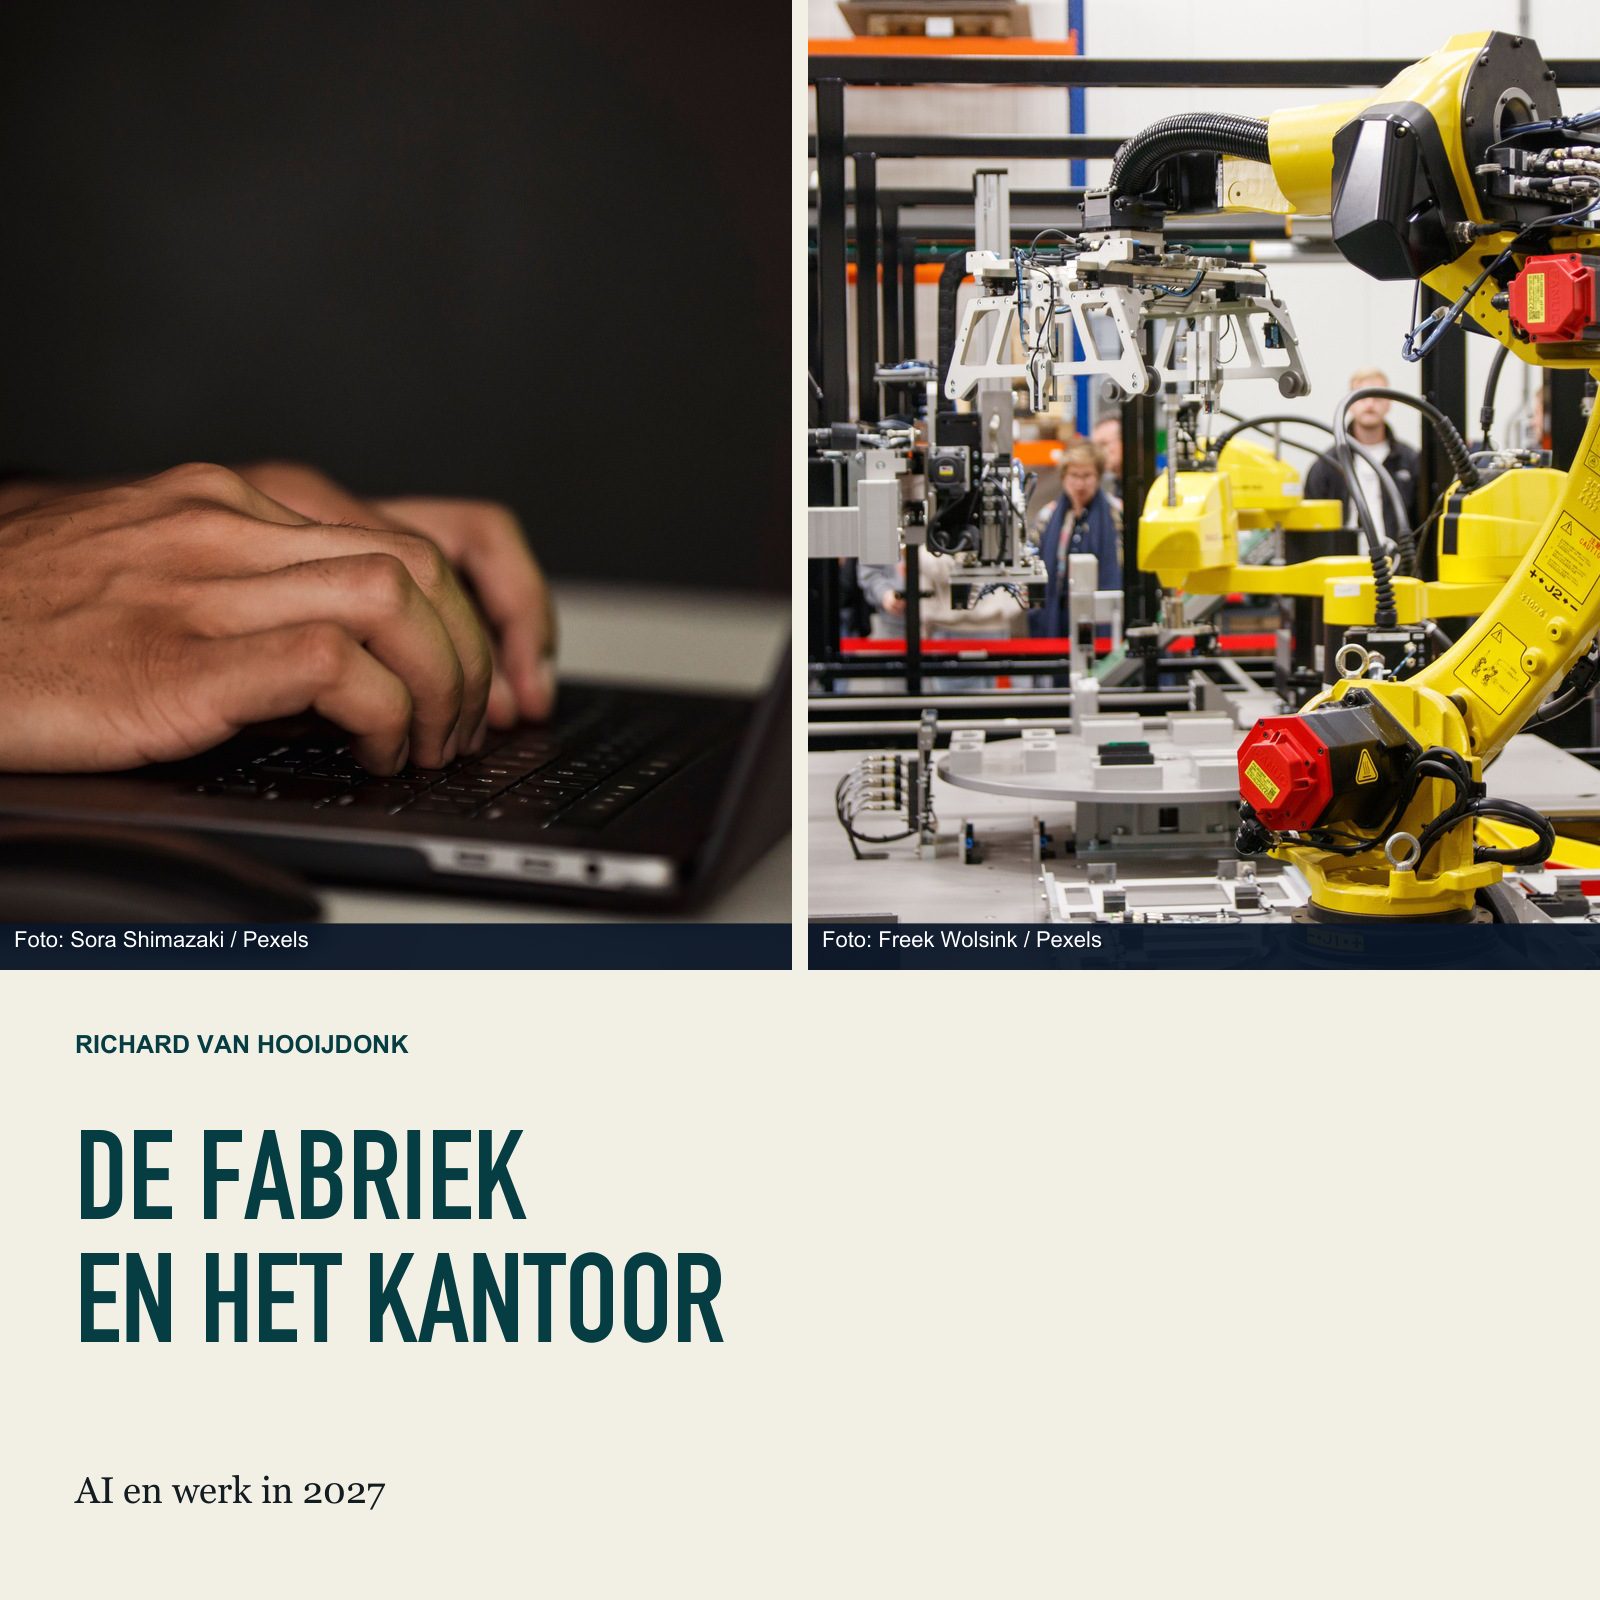 Foto: Sora Shimazaki / Pexels
Foto: Freek Wolsink / Pexels
RICHARD VAN HOOIJDONK
DE FABRIEK
EN HET KANTOOR
AI en werk in 2027
J2